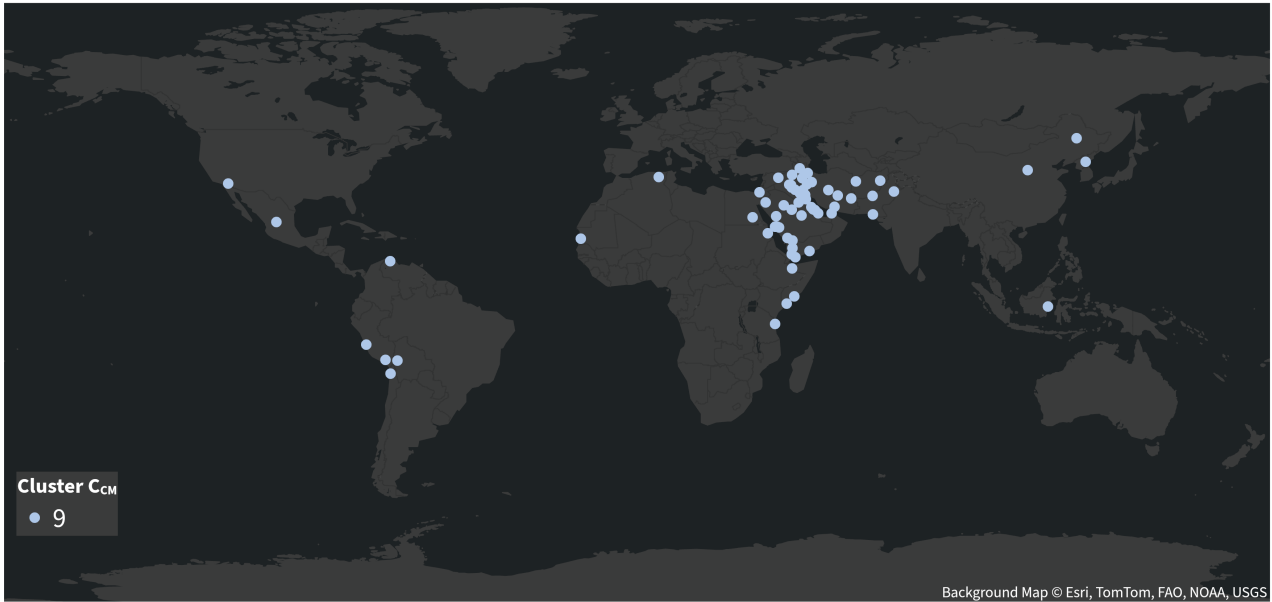 Cluster C_CM
9
Background Map © Esri, TomTom, FAO, NOAA, USGS